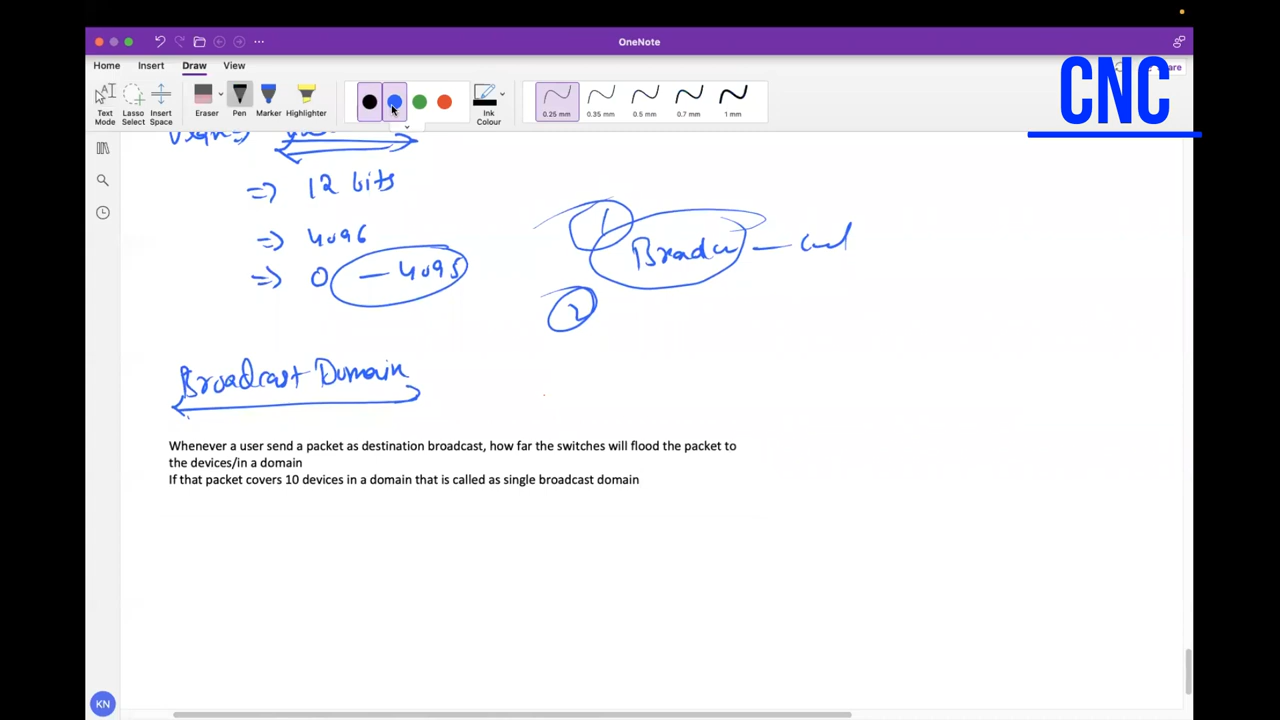 OneNote
Home Insert Draw View
CNC
Text Mode
Lasso Select
Insert Space
Eraser
Pen
Marker
Highlighter
0.25 mm 0.35 mm 0.5 mm 0.7 mm 1 mm
Ink Colour
=> 12 bits
=> 4096
=> 0 — 4095
1
2
Broadcast Domain
Whenever a user send a packet as destination broadcast, how far the switches will flood the packet to
the devices/in a domain
If that packet covers 10 devices in a domain that is called as single broadcast domain
KN